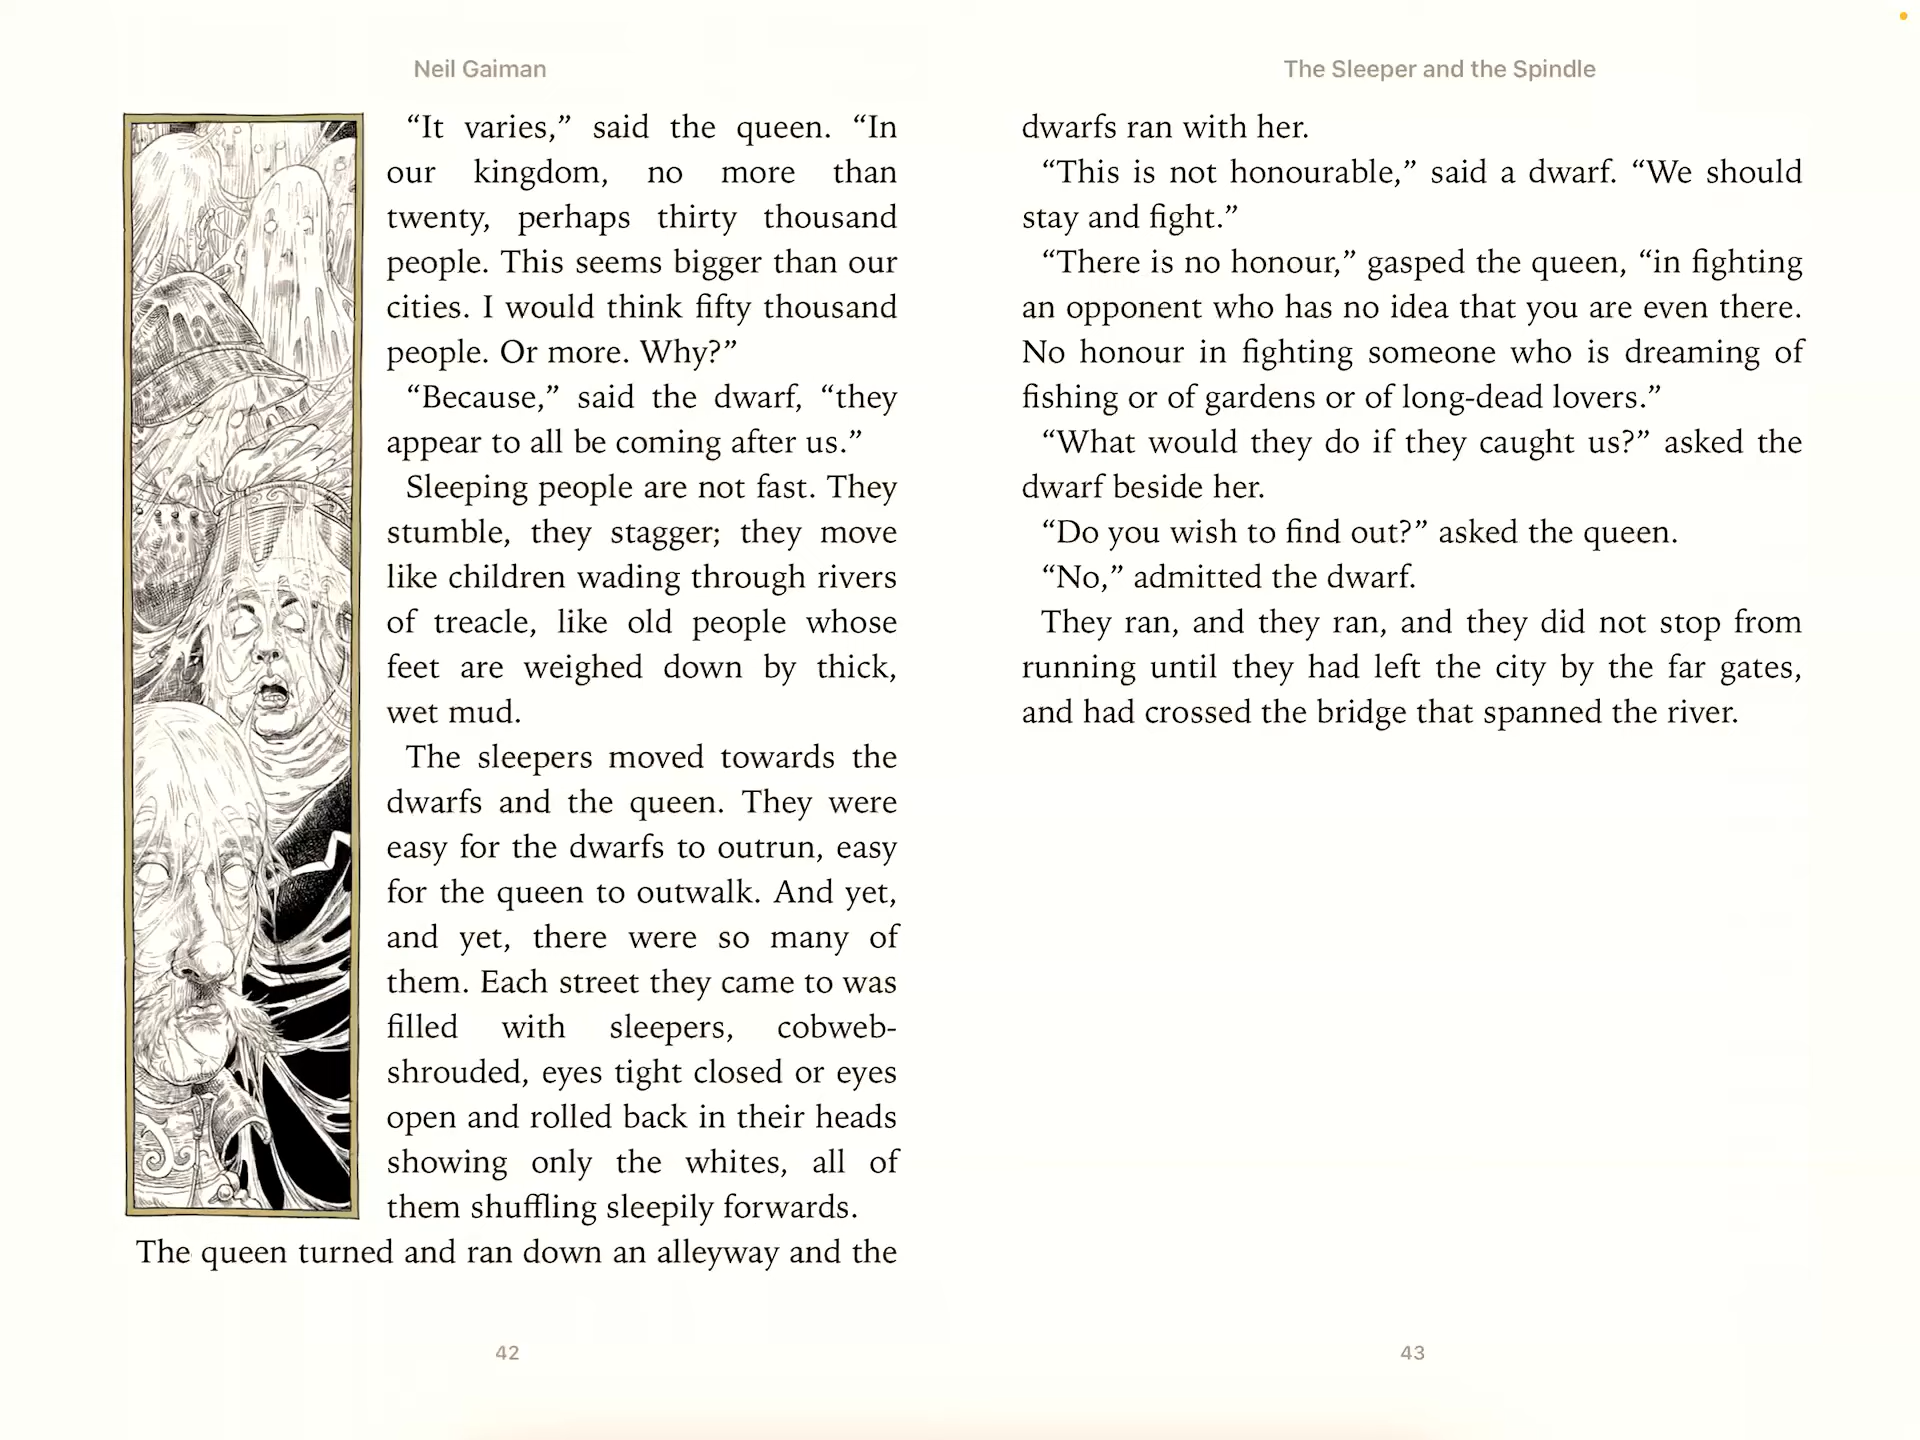 Neil Gaiman
“It varies,” said the queen. “In
our kingdom, no more than
twenty, perhaps thirty thousand
people. This seems bigger than our
cities. I would think fifty thousand
people. Or more. Why?”
“Because,” said the dwarf, “they
appear to all be coming after us.”
Sleeping people are not fast. They
stumble, they stagger; they move
like children wading through rivers
of treacle, like old people whose
feet are weighed down by thick,
wet mud.
The sleepers moved towards the
dwarfs and the queen. They were
easy for the dwarfs to outrun, easy
for the queen to outwalk. And yet,
and yet, there were so many of
them. Each street they came to was
filled with sleepers, cobweb-
shrouded, eyes tight closed or eyes
open and rolled back in their heads
showing only the whites, all of
them shuffling sleepily forwards.
The queen turned and ran down an alleyway and the
42
The Sleeper and the Spindle
dwarfs ran with her.
“This is not honourable,” said a dwarf. “We should
stay and fight.”
“There is no honour,” gasped the queen, “in fighting
an opponent who has no idea that you are even there.
No honour in fighting someone who is dreaming of
fishing or of gardens or of long-dead lovers.”
“What would they do if they caught us?” asked the
dwarf beside her.
“Do you wish to find out?” asked the queen.
“No,” admitted the dwarf.
They ran, and they ran, and they did not stop from
running until they had left the city by the far gates,
and had crossed the bridge that spanned the river.
43